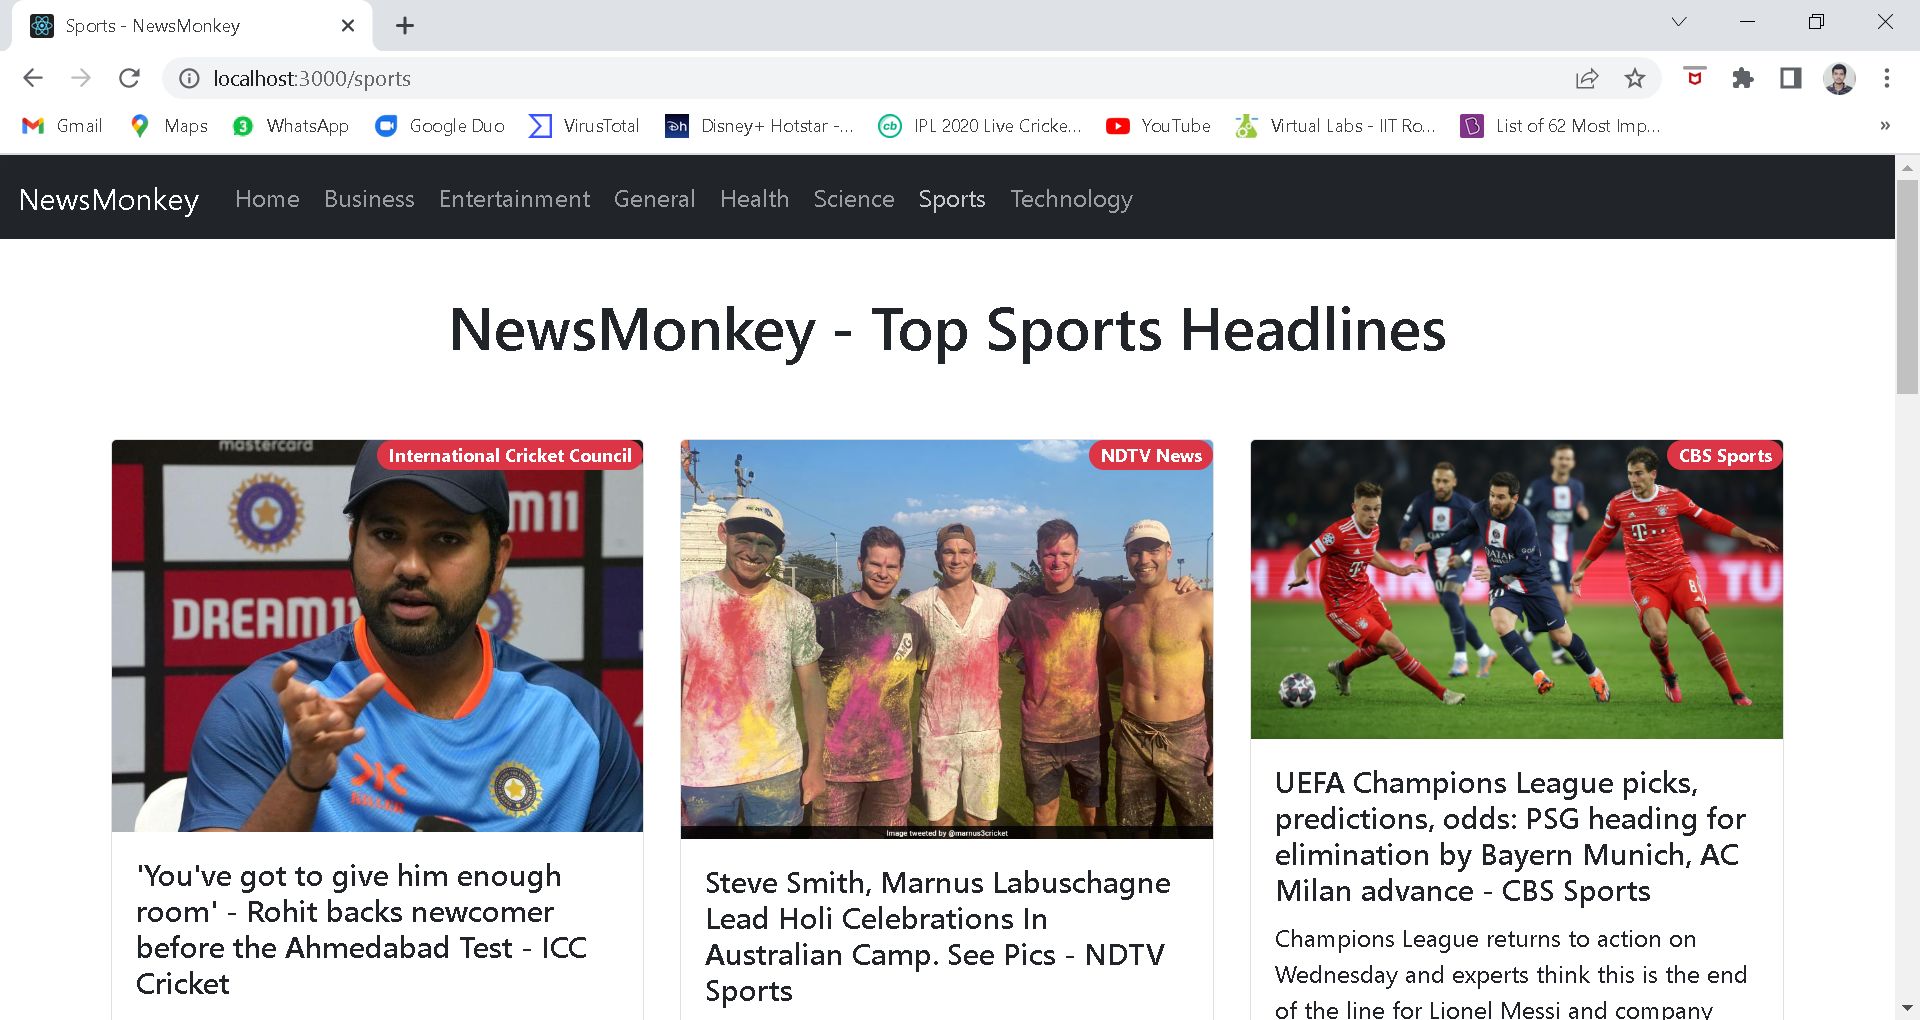 Sports - NewsMonkey
localhost:3000/sports
Gmail
Maps
3
WhatsApp
Google Duo
VirusTotal
Disney+ Hotstar -...
cb
IPL 2020 Live Cricke...
YouTube
Virtual Labs - IIT Ro...
List of 62 Most Imp...
»
NewsMonkey Home Business Entertainment General Health Science Sports Technology
NewsMonkey - Top Sports Headlines
mastercard
International Cricket Council
DREAM11
'You've got to give him enough
room' - Rohit backs newcomer
before the Ahmedabad Test - ICC
Cricket
NDTV News
Image tweeted by @marnus3cricket
Steve Smith, Marnus Labuschagne
Lead Holi Celebrations In
Australian Camp. See Pics - NDTV
Sports
CBS Sports
QATAR
UEFA Champions League picks,
predictions, odds: PSG heading for
elimination by Bayern Munich, AC
Milan advance - CBS Sports
Champions League returns to action on
Wednesday and experts think this is the end
of the line for Lionel Messi and company